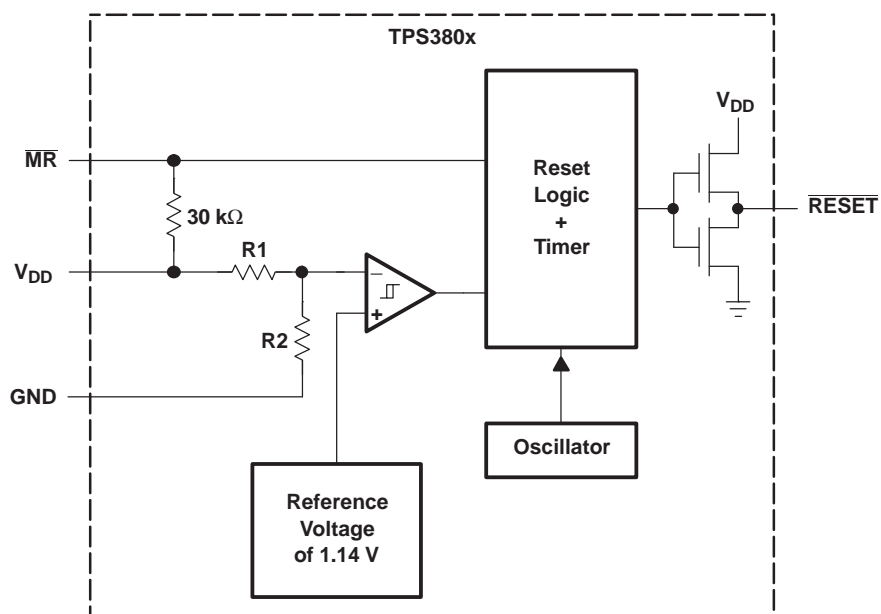 TPS380x
V_DD
MR
Reset
Logic
+
Timer
RESET
30 kΩ
R1
V_DD
−
+
R2
GND
Oscillator
Reference
Voltage
of 1.14 V